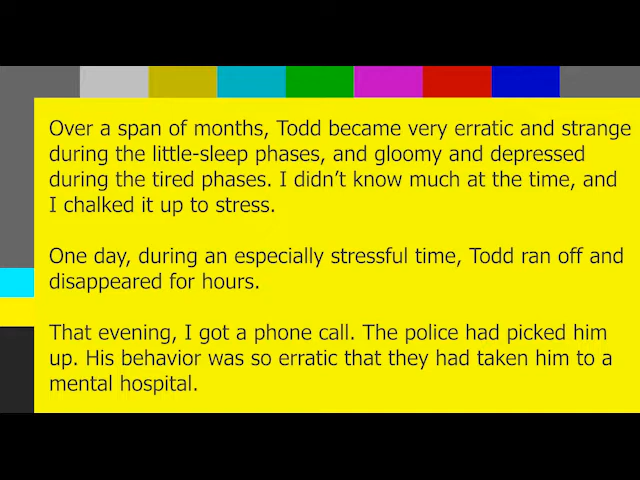 Over a span of months, Todd became very erratic and strange
during the little-sleep phases, and gloomy and depressed
during the tired phases. I didn’t know much at the time, and
I chalked it up to stress.
One day, during an especially stressful time, Todd ran off and
disappeared for hours.
That evening, I got a phone call. The police had picked him
up. His behavior was so erratic that they had taken him to a
mental hospital.